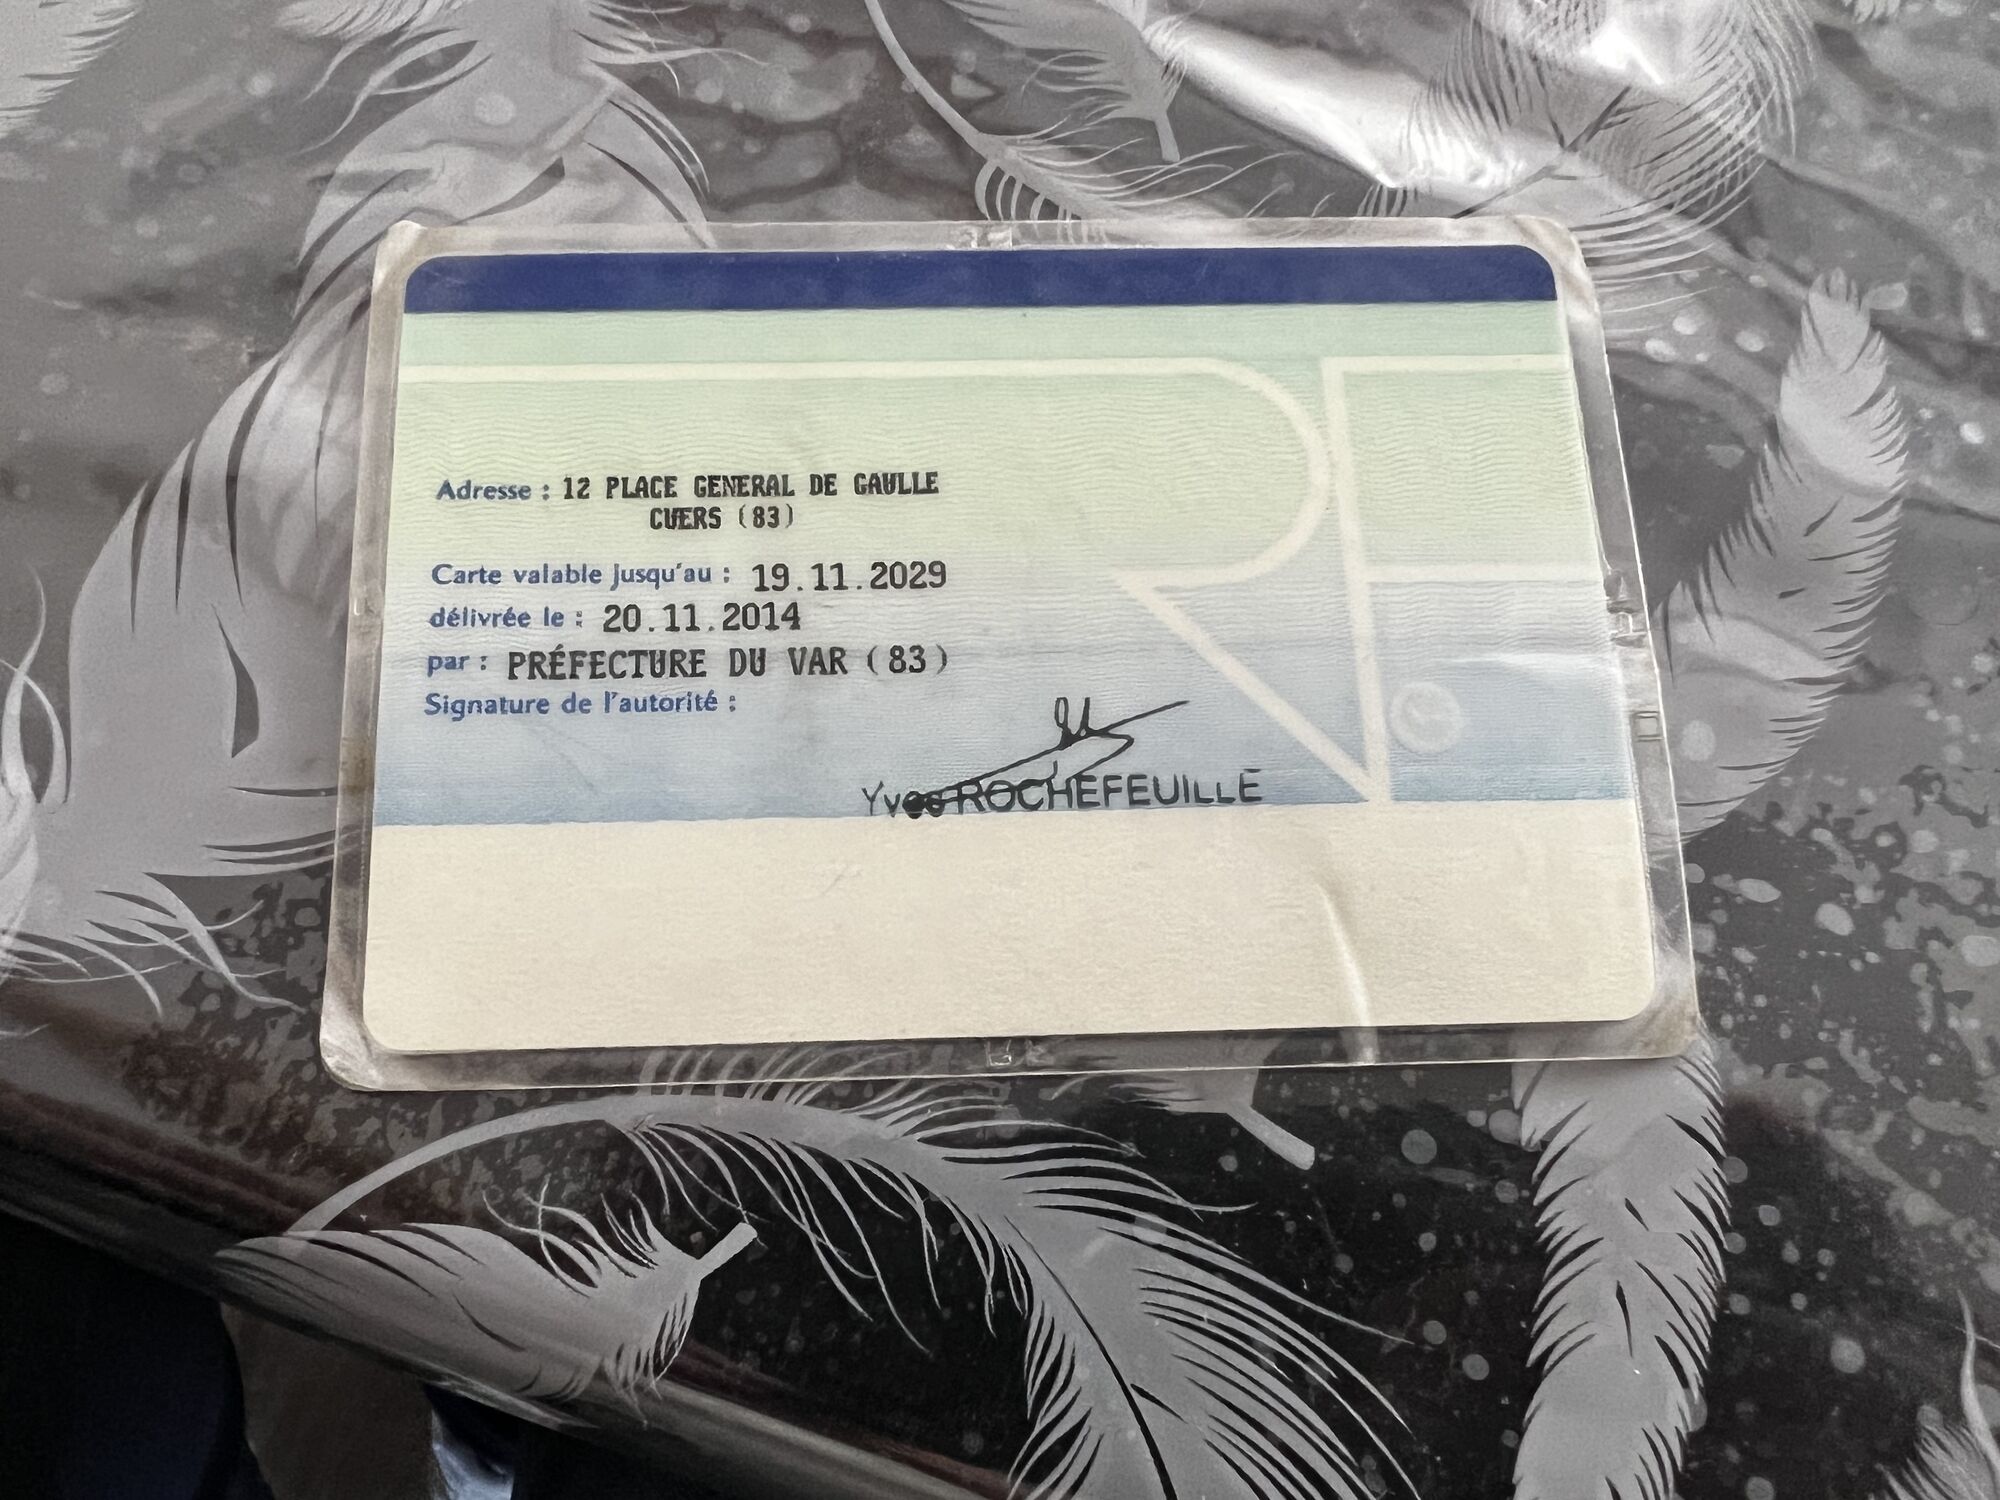 Adresse : 12 PLACE GENERAL DE GAULLE
CUERS (83)
Carte valable jusqu'au : 19.11.2029
délivrée le : 20.11.2014
par : PRÉFECTURE DU VAR (83)
Signature de l'autorité :
Yves ROCHEFEUILLE